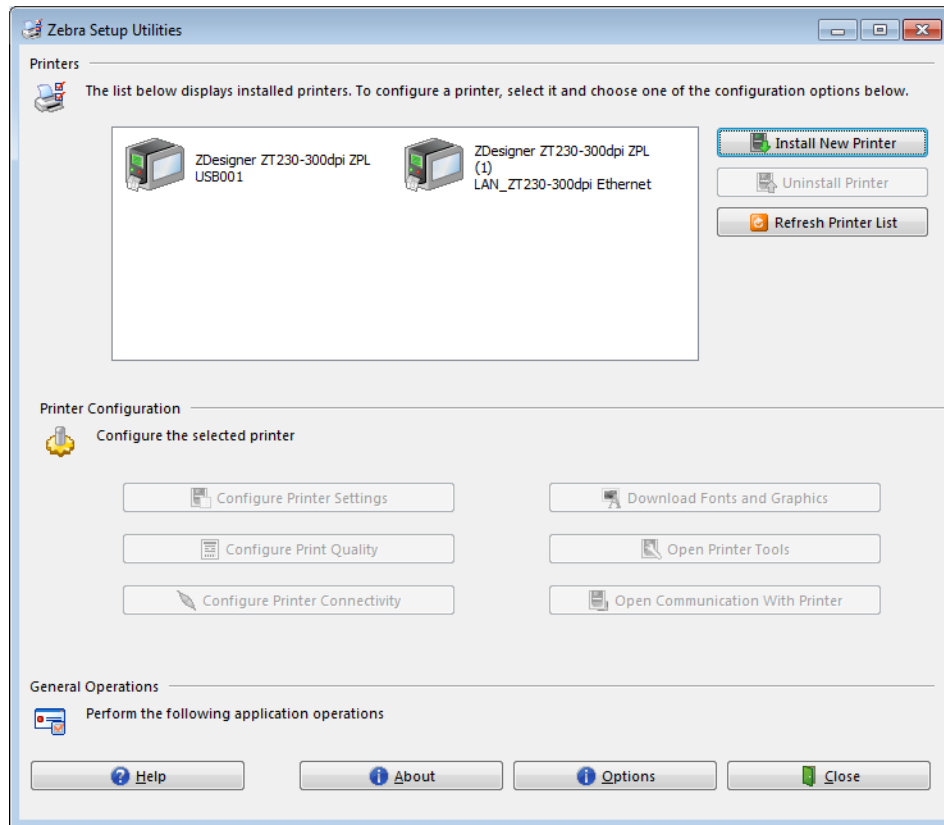 Zebra Setup Utilities
Printers
The list below displays installed printers. To configure a printer, select it and choose one of the configuration options below.
ZDesigner ZT230-300dpi ZPL
USB001
ZDesigner ZT230-300dpi ZPL
(1)
LAN_ZT230-300dpi Ethernet
Install New Printer
Uninstall Printer
Refresh Printer List
Printer Configuration
Configure the selected printer
Configure Printer Settings
Download Fonts and Graphics
Configure Print Quality
Open Printer Tools
Configure Printer Connectivity
Open Communication With Printer
General Operations
Perform the following application operations
Help
About
Options
Close